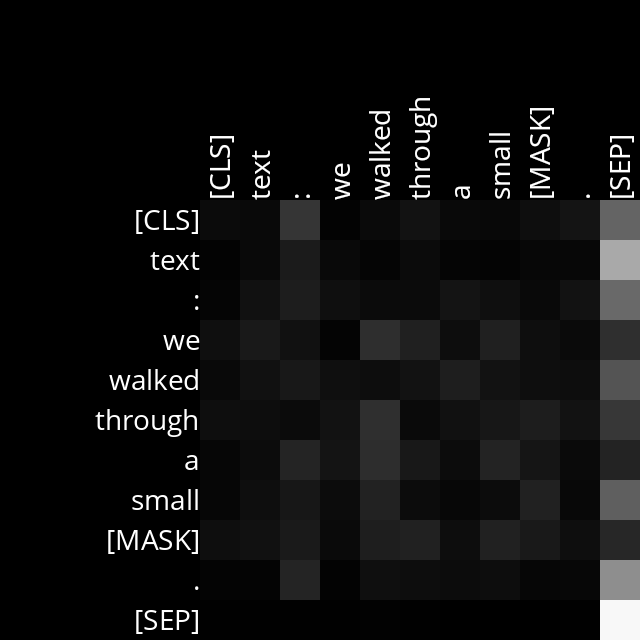 [CLS] text : we walked through a small [MASK] . [SEP]
[CLS]
text
:
we
walked
through
a
small
[MASK]
.
[SEP]